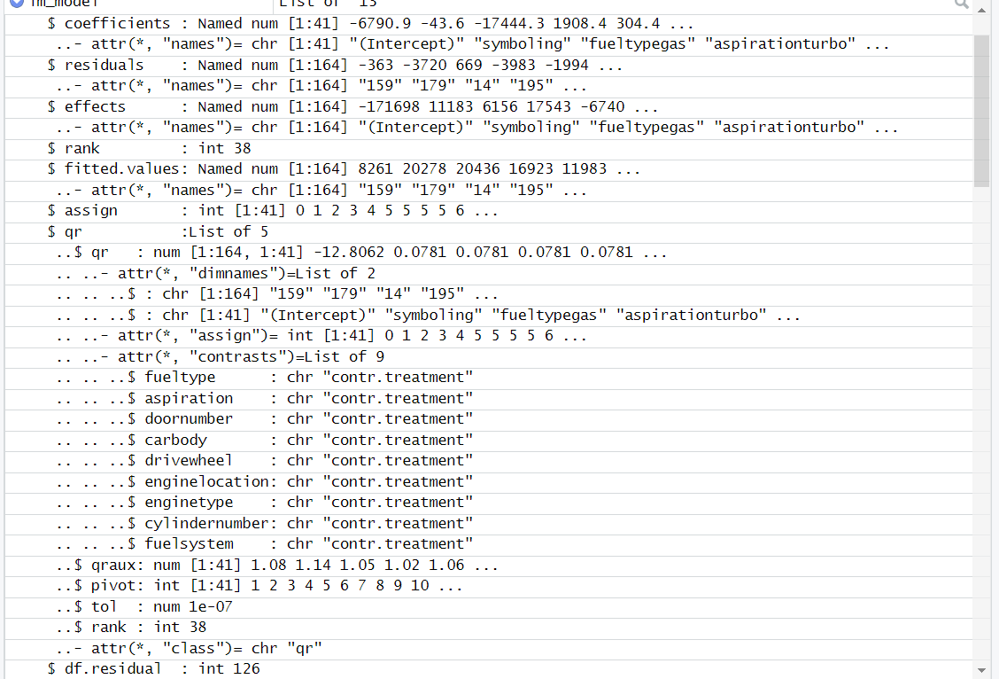 lm_model List of 13
$ coefficients : Named num [1:41] -6790.9 -43.6 -17444.3 1908.4 304.4 ...
..- attr(*, "names")= chr [1:41] "(Intercept)" "symboling" "fueltypegas" "aspirationturbo" ...
$ residuals : Named num [1:164] -363 -3720 669 -3983 -1994 ...
..- attr(*, "names")= chr [1:164] "159" "179" "14" "195" ...
$ effects : Named num [1:164] -171698 11183 6156 17543 -6740 ...
..- attr(*, "names")= chr [1:164] "(Intercept)" "symboling" "fueltypegas" "aspirationturbo" ...
$ rank : int 38
$ fitted.values: Named num [1:164] 8261 20278 20436 16923 11983 ...
..- attr(*, "names")= chr [1:164] "159" "179" "14" "195" ...
$ assign : int [1:41] 0 1 2 3 4 5 5 5 5 6 ...
$ qr :List of 5
..$ qr : num [1:164, 1:41] -12.8062 0.0781 0.0781 0.0781 0.0781 ...
.. ..- attr(*, "dimnames")=List of 2
.. .. ..$ : chr [1:164] "159" "179" "14" "195" ...
.. .. ..$ : chr [1:41] "(Intercept)" "symboling" "fueltypegas" "aspirationturbo" ...
.. ..- attr(*, "assign")= int [1:41] 0 1 2 3 4 5 5 5 5 6 ...
.. ..- attr(*, "contrasts")=List of 9
.. .. ..$ fueltype : chr "contr.treatment"
.. .. ..$ aspiration : chr "contr.treatment"
.. .. ..$ doornumber : chr "contr.treatment"
.. .. ..$ carbody : chr "contr.treatment"
.. .. ..$ drivewheel : chr "contr.treatment"
.. .. ..$ enginelocation: chr "contr.treatment"
.. .. ..$ enginetype : chr "contr.treatment"
.. .. ..$ cylindernumber: chr "contr.treatment"
.. .. ..$ fuelsystem : chr "contr.treatment"
..$ qraux: num [1:41] 1.08 1.14 1.05 1.02 1.06 ...
..$ pivot: int [1:41] 1 2 3 4 5 6 7 8 9 10 ...
..$ tol : num 1e-07
..$ rank : int 38
..- attr(*, "class")= chr "qr"
$ df.residual : int 126